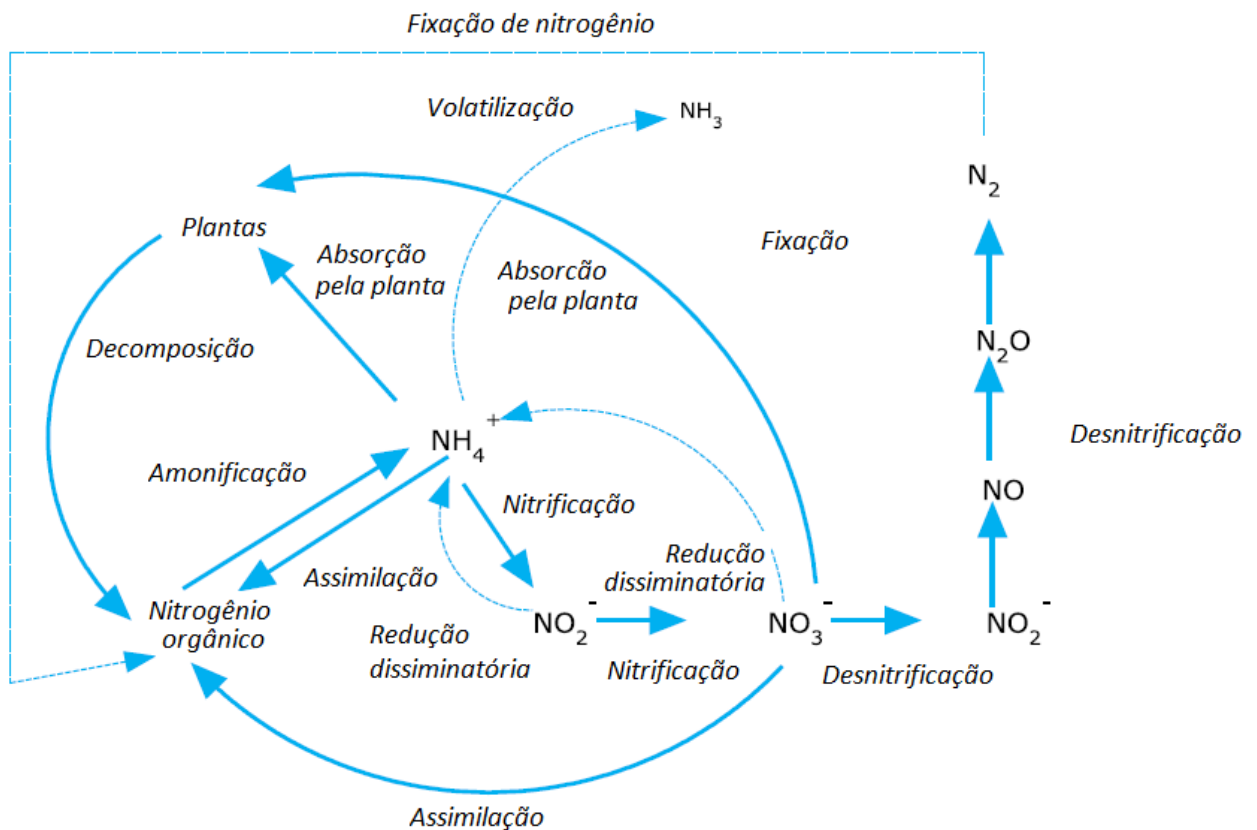 Fixação de nitrogênio
Volatilização
NH3
N2
Plantas
Absorção
pela planta
Absorcão
pela planta
Fixação
Decomposição
N2O
NH4+
Desnitrificação
Amonificação
NO
Nitrificação
Redução
dissiminatória
Assimilação
Nitrogênio
orgânico
NO2-
NO3-
NO2-
Redução
dissiminatória
Nitrificação
Desnitrificação
Assimilação